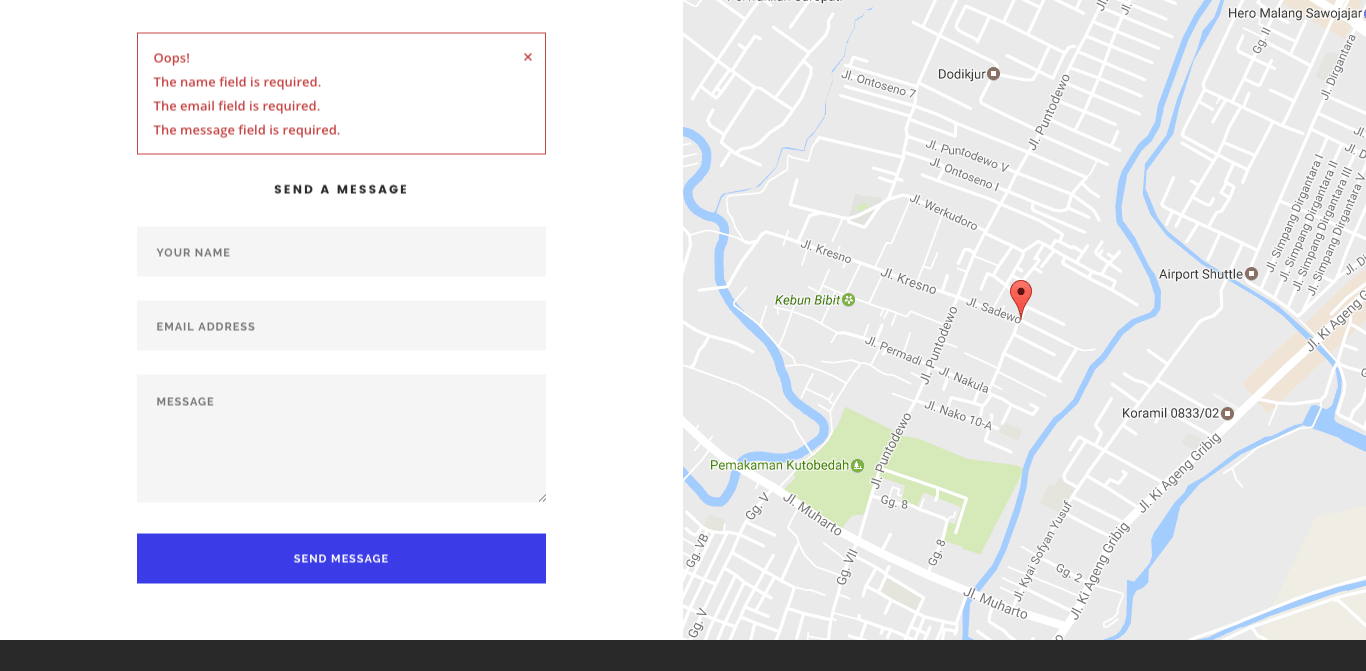 Oops!
×
The name field is required.
The email field is required.
The message field is required.
SEND A MESSAGE
YOUR NAME
EMAIL ADDRESS
MESSAGE
SEND MESSAGE
Hero Malang Sawojajar
Gg. II
Jl. Dirgantara
Dodikjur
Jl. Ontoseno 7
Jl. Puntodewo
Jl. Puntodewo V
Jl. Ontoseno I
Jl. Werkudoro
Jl. Simpang Dirgantara I
Jl. Simpang Dirgantara II
Jl. Simpang Dirgantara III
Jl. Simpang Dirgantara V
Jl. Kresno
Jl. Kresno
Airport Shuttle
Kebun Bibit
Jl. Sadewo
Jl. Puntodewo
Jl. Permadi
Jl. Nakula
Jl. Ki Ageng G
Jl. Nako 10-A
Koramil 0833/02
Jl. Puntodewo
Pemakaman Kutobedah
Jl. Ki Ageng Gribig
Gg. V
Jl. Muharto
Gg. 8
Gg. VB
Gg. VII
Gg. 8
Jl. Kyai Sofyan Yusuf
Gg. 2
Jl. Ki Ageng Gribig
Jl. Muharto
Gg. V